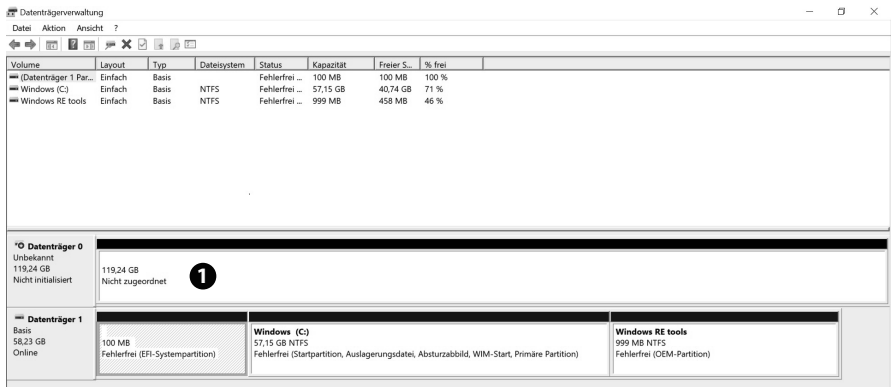 Datenträgerverwaltung
Datei Aktion Ansicht ?
Volume Layout Typ Dateisystem Status Kapazität Freier S... % frei
(Datenträger 1 Par... Einfach Basis Fehlerfrei ... 100 MB 100 MB 100 %
Windows (C:) Einfach Basis NTFS Fehlerfrei ... 57,15 GB 40,74 GB 71 %
Windows RE tools Einfach Basis NTFS Fehlerfrei ... 999 MB 458 MB 46 %
Datenträger 0
Unbekannt
119,24 GB
Nicht initialisiert
119,24 GB
Nicht zugeordnet
1
Datenträger 1
Basis
58,23 GB
Online
100 MB
Fehlerfrei (EFI-Systempartition)
Windows (C:)
57,15 GB NTFS
Fehlerfrei (Startpartition, Auslagerungsdatei, Absturzabbild, WIM-Start, Primäre Partition)
Windows RE tools
999 MB NTFS
Fehlerfrei (OEM-Partition)